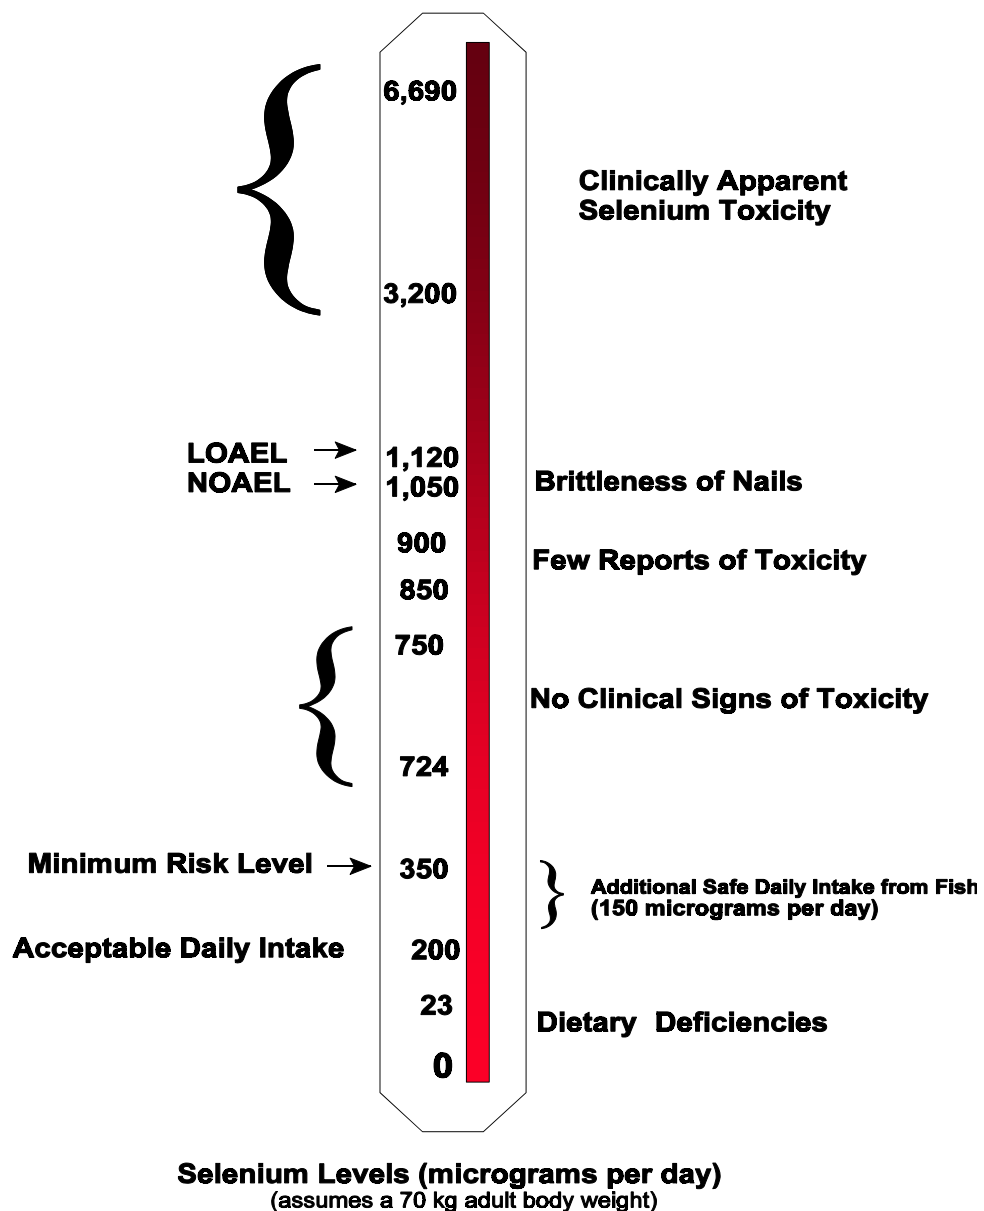 6,690
Clinically Apparent
Selenium Toxicity
3,200
LOAEL
1,120
NOAEL
1,050
Brittleness of Nails
900
Few Reports of Toxicity
850
750
No Clinical Signs of Toxicity
724
Minimum Risk Level
350
Additional Safe Daily Intake from Fish
(150 micrograms per day)
Acceptable Daily Intake
200
23
Dietary Deficiencies
0
Selenium Levels (micrograms per day)
(assumes a 70 kg adult body weight)